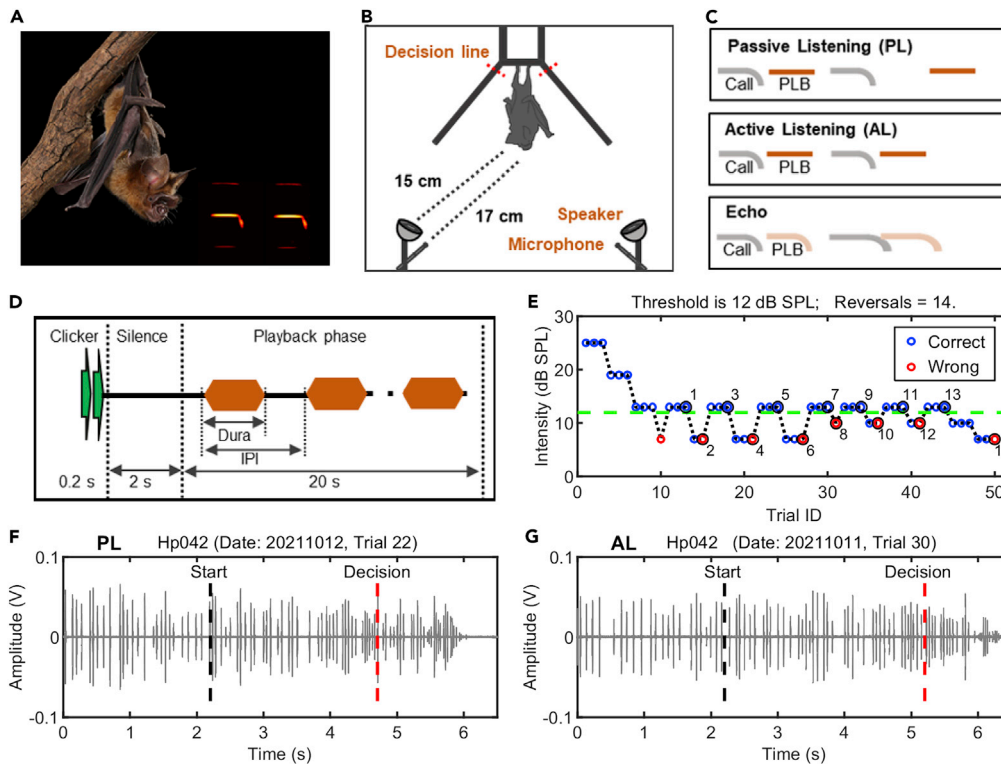 A
B
Decision line
15 cm
17 cm
Speaker
Microphone
C
Passive Listening (PL)
Call PLB
Active Listening (AL)
Call PLB
Echo
Call PLB
D
Clicker Silence Playback phase
Dura
IPI
0.2 s 2 s 20 s
E
Threshold is 12 dB SPL; Reversals = 14.
Intensity (dB SPL)
30
20
10
0
Correct
Wrong
1 3 5 7 9 11 13
2 4 6 8 10 12 1
0 10 20 30 40 50
Trial ID
F
PL Hp042 (Date: 20211012, Trial 22)
Start Decision
Amplitude (V)
0.1
0
-0.1
0 1 2 3 4 5 6
Time (s)
G
AL Hp042 (Date: 20211011, Trial 30)
Start Decision
Amplitude (V)
0.1
0
-0.1
0 1 2 3 4 5 6
Time (s)